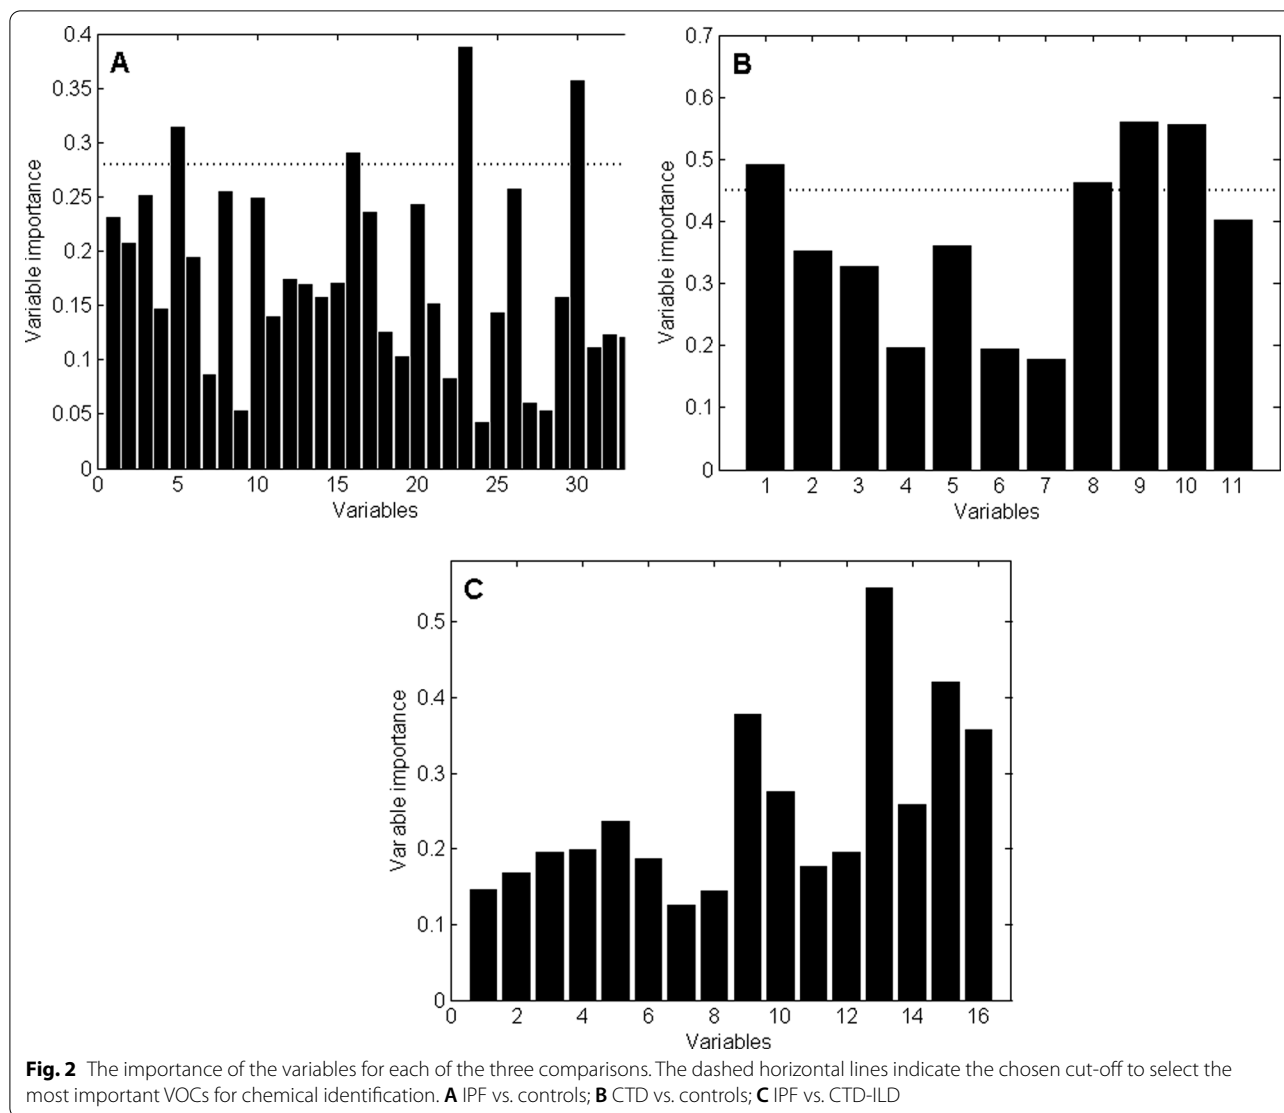 A
0.4
0.35
0.3
0.25
0.2
0.15
0.1
0.05
0
Variable importance
0 5 10 15 20 25 30
Variables
B
0.7
0.6
0.5
0.4
0.3
0.2
0.1
0
Variable importance
1 2 3 4 5 6 7 8 9 10 11
Variables
C
0.5
0.4
0.3
0.2
0.1
0
Var able importance
0 2 4 6 8 10 12 14 16
Variables
Fig. 2 The importance of the variables for each of the three comparisons. The dashed horizontal lines indicate the chosen cut-off to select the
most important VOCs for chemical identification. A IPF vs. controls; B CTD vs. controls; C IPF vs. CTD-ILD